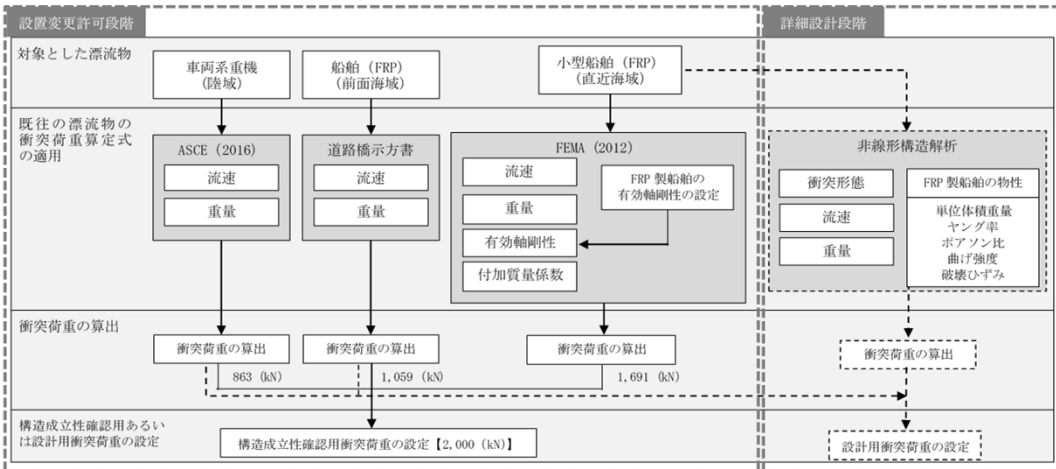 設置変更許可段階
詳細設計段階
対象とした漂流物
車両系重機
(陸域)
船舶(FRP)
(前面海域)
小型船舶(FRP)
(直近海域)
既往の漂流物の
衝突荷重算定式
の適用
ASCE(2016)
流速
重量
道路橋示方書
流速
重量
FEMA(2012)
流速
重量
有効軸剛性
付加質量係数
FRP 製船舶の
有効軸剛性の設定
非線形構造解析
衝突形態
流速
重量
FRP 製船舶の物性
単位体積重量
ヤング率
ポアソン比
曲げ強度
破壊ひずみ
衝突荷重の算出
衝突荷重の算出
衝突荷重の算出
衝突荷重の算出
衝突荷重の算出
863 (kN)
1,059 (kN)
1,691 (kN)
構造成立性確認用あるい
は設計用衝突荷重の設定
構造成立性確認用衝突荷重の設定【2,000 (kN)】
設計用衝突荷重の設定